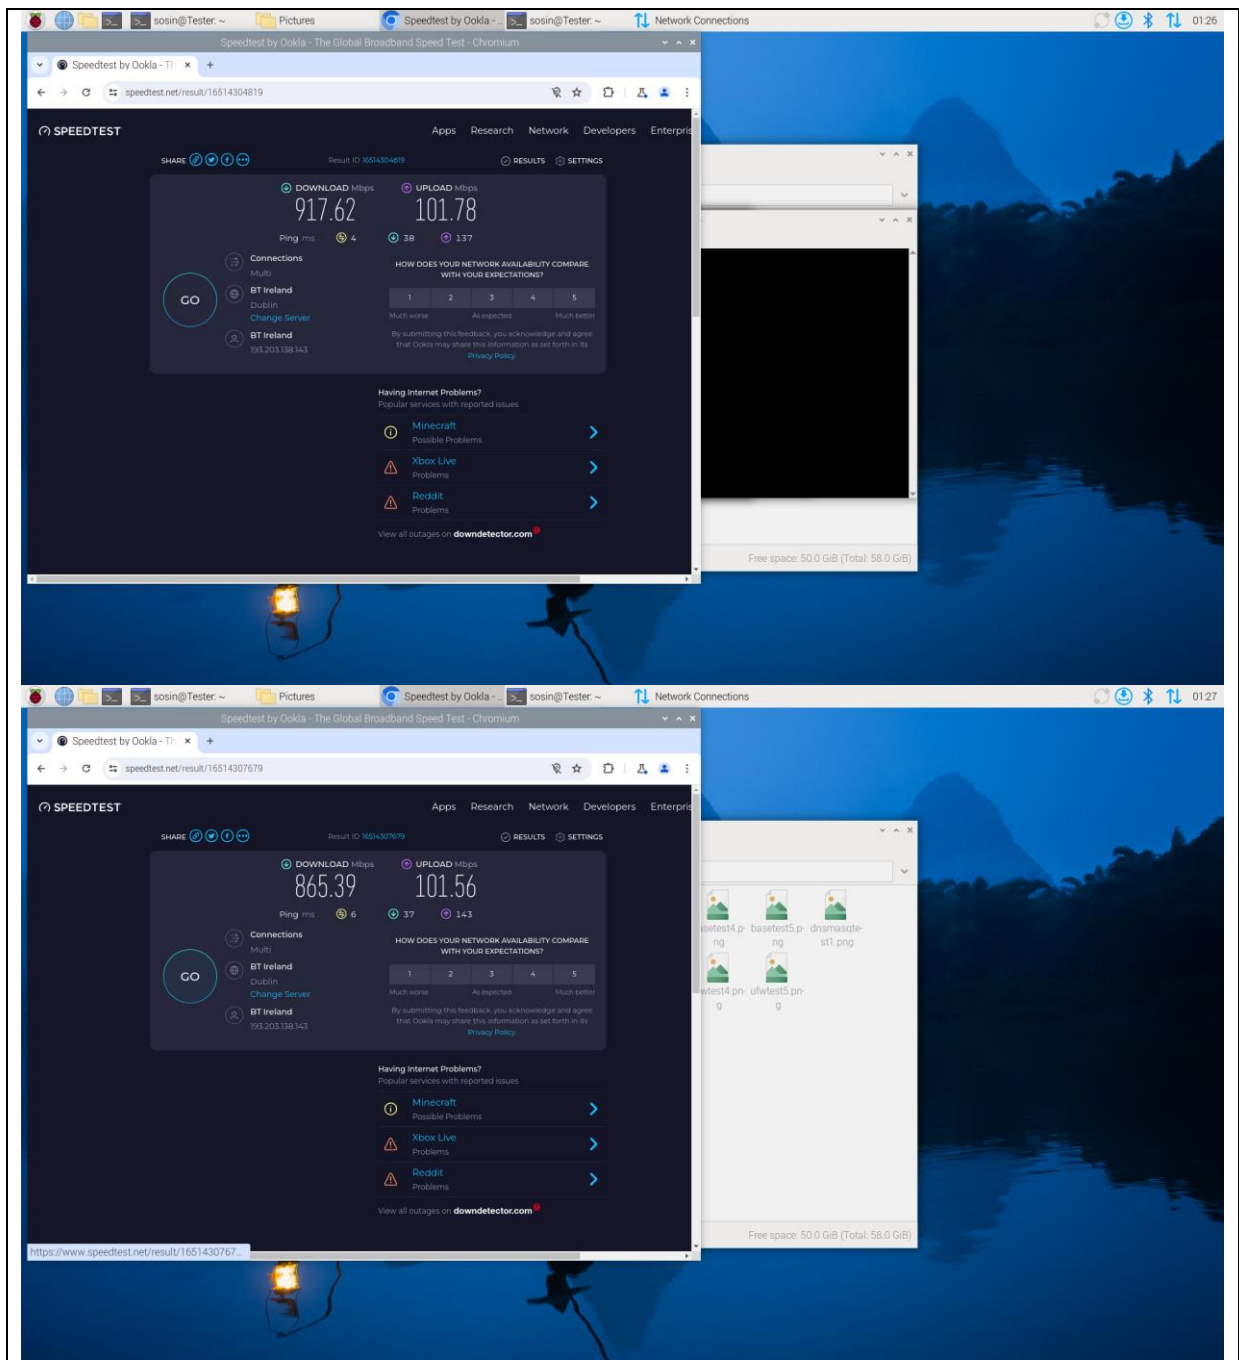 sosin@Tester: ~ Pictures Speedtest by Ookla - ... sosin@Tester: ~ Network Connections 01:26
Speedtest by Ookla - The Global Broadband Speed Test - Chromium
Speedtest by Ookla - Th
speedtest.net/result/16514304819
SPEEDTEST Apps Research Network Developers Enterpris
SHARE Result ID 16514304819 RESULTS SETTINGS
DOWNLOAD Mbps UPLOAD Mbps
917.62 101.78
Ping ms 4 38 137
Connections
Multi
BT Ireland
Dublin
Change Server
BT Ireland
193.203.138.143
GO
HOW DOES YOUR NETWORK AVAILABILITY COMPARE
WITH YOUR EXPECTATIONS?
1 2 3 4 5
Much worse As expected Much better
By submitting this feedback, you acknowledge and agree
that Ookla may share this information as set forth in its
Privacy Policy.
Having Internet Problems?
Popular services with reported issues
Minecraft
Possible Problems
Xbox Live
Problems
Reddit
Problems
View all outages on downdetector.com
Free space: 50.0 GiB (Total: 58.0 GiB)
sosin@Tester: ~ Pictures Speedtest by Ookla - ... sosin@Tester: ~ Network Connections 01:27
Speedtest by Ookla - The Global Broadband Speed Test - Chromium
Speedtest by Ookla - Th
speedtest.net/result/16514307679
SPEEDTEST Apps Research Network Developers Enterpris
SHARE Result ID 16514307679 RESULTS SETTINGS
DOWNLOAD Mbps UPLOAD Mbps
865.39 101.56
Ping ms 6 37 143
Connections
Multi
BT Ireland
Dublin
Change Server
BT Ireland
193.203.138.143
GO
HOW DOES YOUR NETWORK AVAILABILITY COMPARE
WITH YOUR EXPECTATIONS?
1 2 3 4 5
Much worse As expected Much better
By submitting this feedback, you acknowledge and agree
that Ookla may share this information as set forth in its
Privacy Policy.
Having Internet Problems?
Popular services with reported issues
Minecraft
Possible Problems
Xbox Live
Problems
Reddit
Problems
View all outages on downdetector.com
setest4.p- basetest5.p- dnsmasqte-
ng ng st1.png
wtest4.pn- ufwtest5.pn-
g g
Free space: 50.0 GiB (Total: 58.0 GiB)
https://www.speedtest.net/result/1651430767...